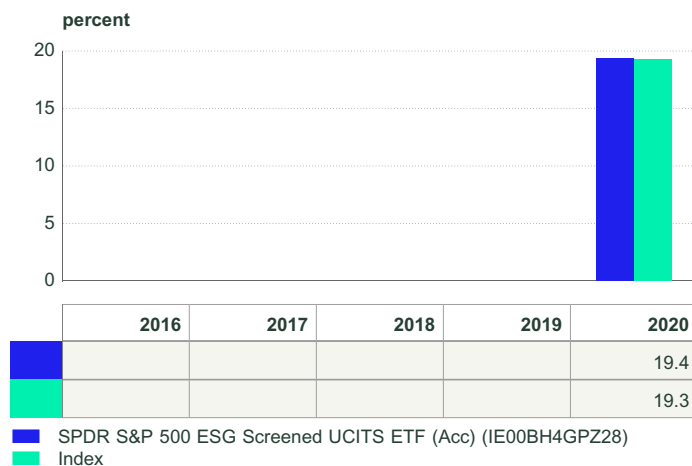 percent
20
15
10
5
0
2016 2017 2018 2019 2020
19.4
19.3
SPDR S&P 500 ESG Screened UCITS ETF (Acc) (IE00BH4GPZ28)
Index